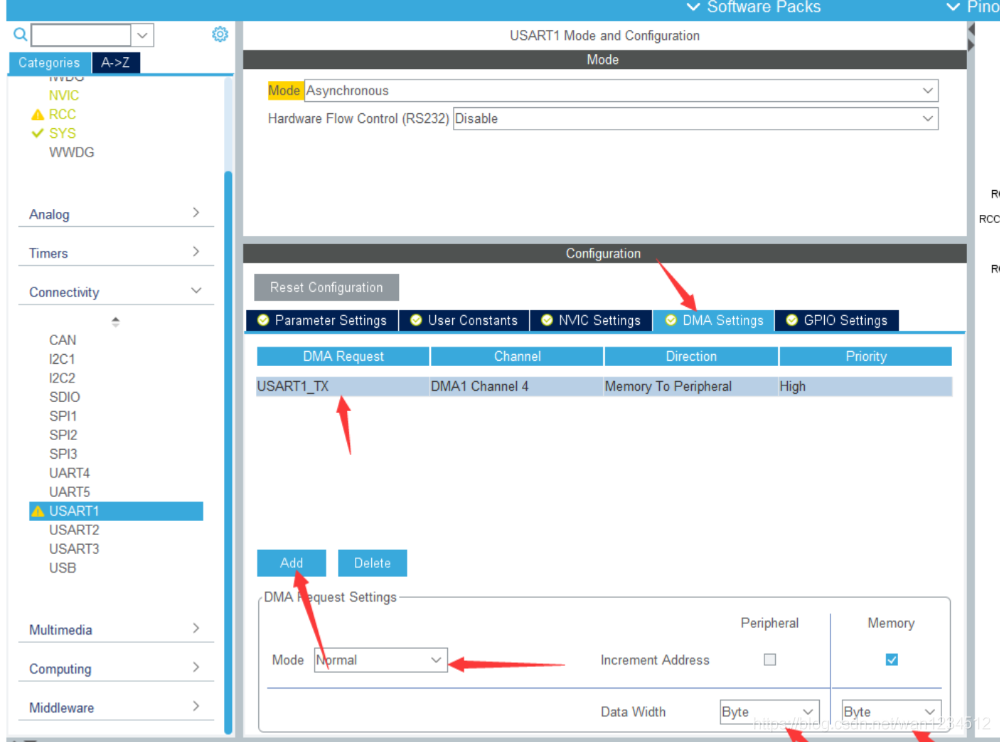 Software Packs
Pino
Categories
A->Z
IWDG
NVIC
RCC
SYS
WWDG
Analog
Timers
Connectivity
CAN
I2C1
I2C2
SDIO
SPI1
SPI2
SPI3
UART4
UART5
USART1
USART2
USART3
USB
Multimedia
Computing
Middleware
USART1 Mode and Configuration
Mode
Mode Asynchronous
Hardware Flow Control (RS232) Disable
Configuration
Reset Configuration
Parameter Settings User Constants NVIC Settings DMA Settings GPIO Settings
DMA Request Channel Direction Priority
USART1_TX DMA1 Channel 4 Memory To Peripheral High
Add Delete
DMA Request Settings
Peripheral Memory
Mode Normal Increment Address
Data Width Byte Byte
https://blog.csdn.net/wan1234512
RC
RCC
RC